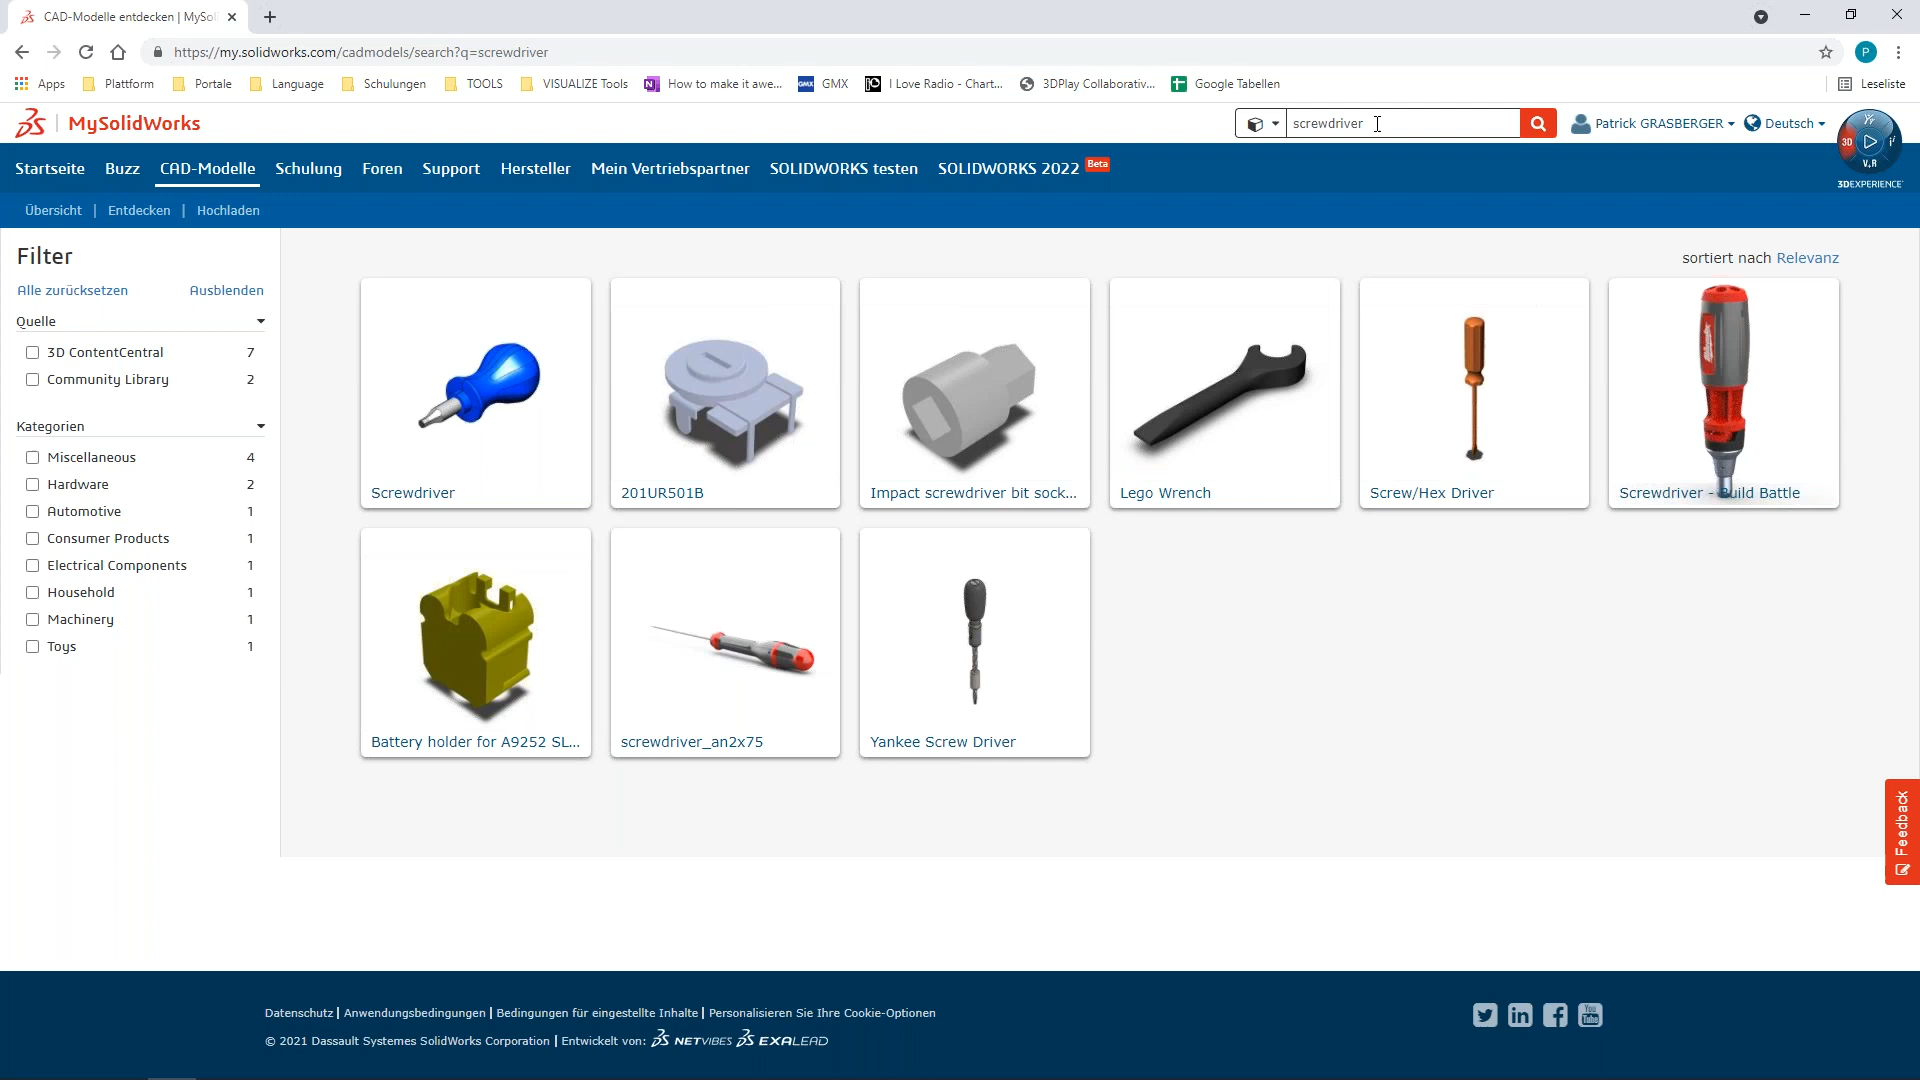 CAD-Modelle entdecken | MySoli
https://my.solidworks.com/cadmodels/search?q=screwdriver
P
Apps Plattform Portale Language Schulungen TOOLS VISUALIZE Tools How to make it awe... GMX I Love Radio - Chart... 3DPlay Collaborativ... Google Tabellen Leseliste
MySolidWorks
screwdriver
Patrick GRASBERGER Deutsch
3D V.R
3DEXPERIENCE
Startseite Buzz CAD-Modelle Schulung Foren Support Hersteller Mein Vertriebspartner SOLIDWORKS testen SOLIDWORKS 2022 Beta
Übersicht | Entdecken | Hochladen
Filter
Alle zurücksetzen Ausblenden
Quelle
3D ContentCentral 7
Community Library 2
Kategorien
Miscellaneous 4
Hardware 2
Automotive 1
Consumer Products 1
Electrical Components 1
Household 1
Machinery 1
Toys 1
sortiert nach Relevanz
Screwdriver
201UR501B
Impact screwdriver bit sock...
Lego Wrench
Screw/Hex Driver
Screwdriver - Build Battle
Battery holder for A9252 SL...
screwdriver_an2x75
Yankee Screw Driver
Feedback
Datenschutz | Anwendungsbedingungen | Bedingungen für eingestellte Inhalte | Personalisieren Sie Ihre Cookie-Optionen
© 2021 Dassault Systemes SolidWorks Corporation | Entwickelt von: NETVIBES EXALEAD
You Tube